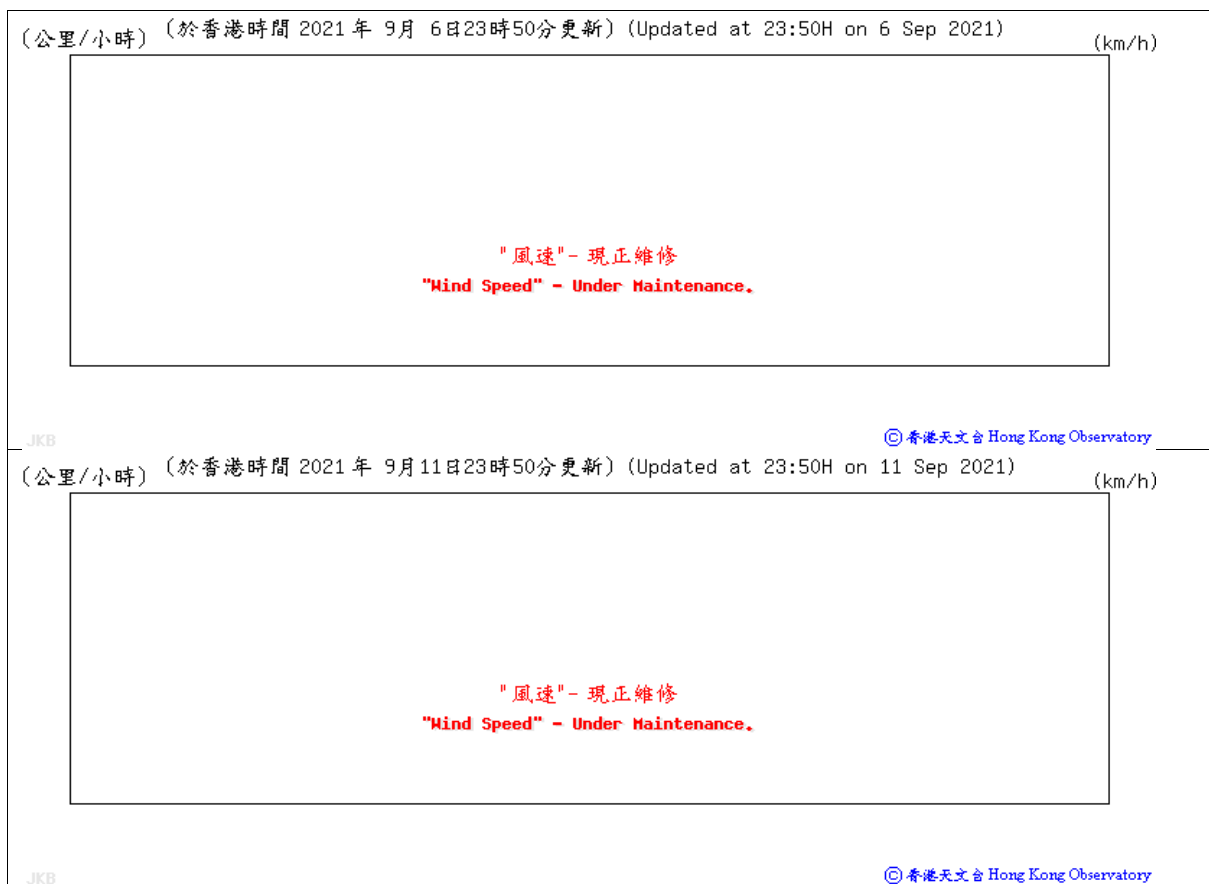 (公里/小時) (於香港時間 2021 年 9月 6日23時50分更新) (Updated at 23:50H on 6 Sep 2021) (km/h)
"風速"- 現正維修
"Wind Speed" - Under Maintenance.
JKB © 香港天文台 Hong Kong Observatory
(公里/小時) (於香港時間 2021 年 9月11日23時50分更新) (Updated at 23:50H on 11 Sep 2021) (km/h)
"風速"- 現正維修
"Wind Speed" - Under Maintenance.
JKB © 香港天文台 Hong Kong Observatory